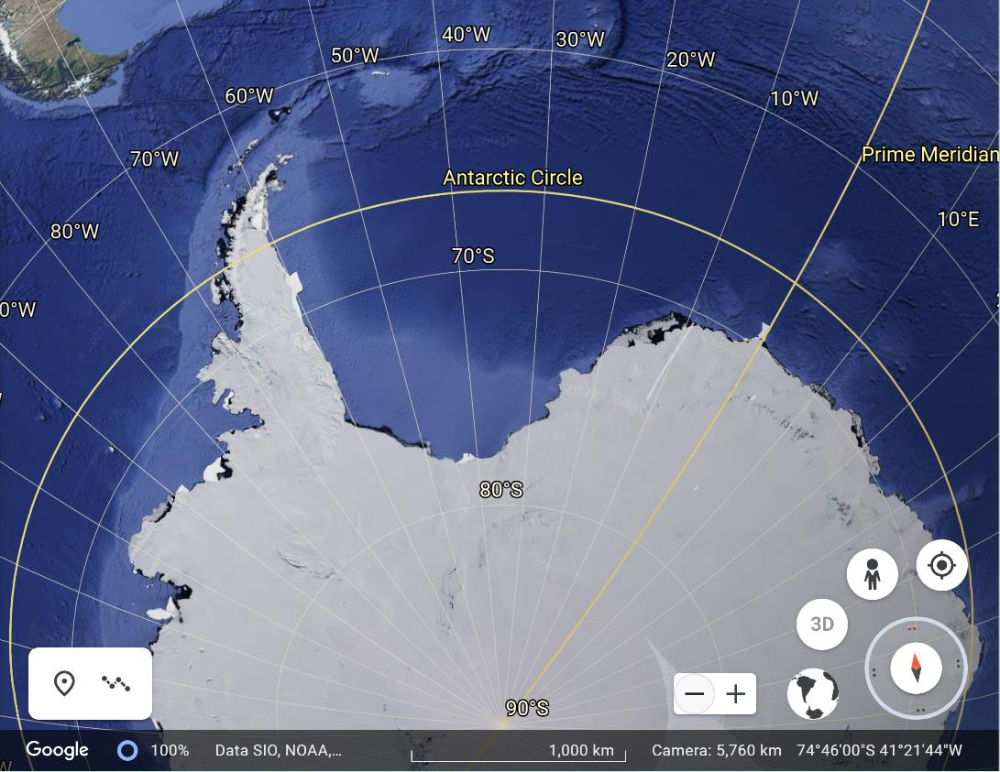 40°W
30°W
50°W
20°W
60°W
10°W
70°W
Prime Meridian
Antarctic Circle
10°E
80°W
70°S
0°W
80°S
3D
90°S
Google 100% Data SIO, NOAA,... 1,000 km Camera: 5,760 km 74°46'00"S 41°21'44"W
W